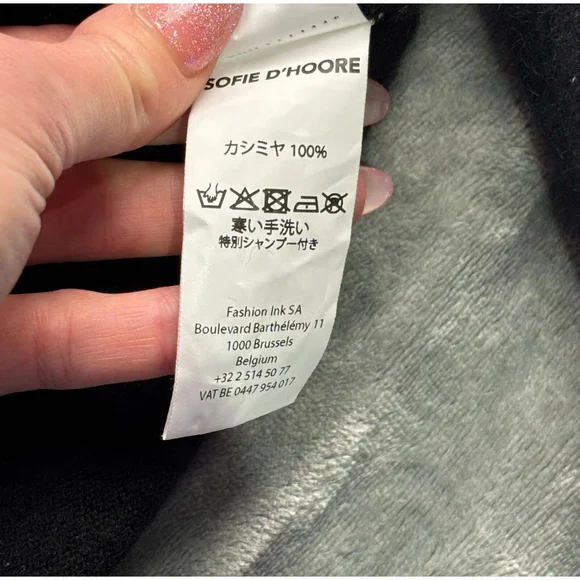 SOFIE D'HOORE
カシミヤ 100%
寒い手洗い
特別シャンプー付き
Fashion Ink SA
Boulevard Barthélémy 11
1000 Brussels
Belgium
+32 2 514 50 77
VAT BE 0447 954 017